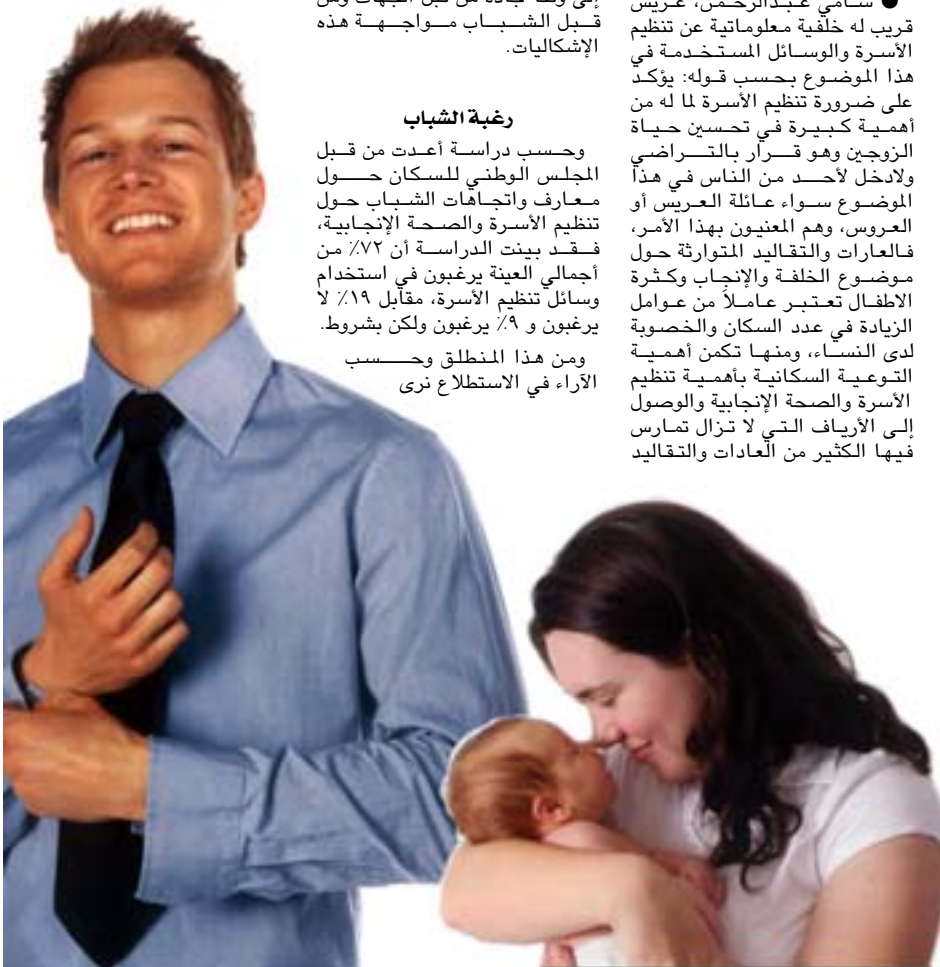 ● سامي عبدالرحمن، عريس
قريب له خلفية معلوماتية عن تنظيم
الأسرة والوسائل المستخدمة في
هذا الموضوع بحسب قوله: يؤكد
على ضرورة تنظيم الأسرة لما له من
أهمية كبيرة في تحسين حياة
الزوجين وهو قرار بالتراضي
ولادخل لأحد من الناس في هذا
الموضوع سواء عائلة العريس أو
العروس، وهم المعنيون بهذا الأمر،
فالعارات والتقاليد المتوارثة حول
موضوع الخلفة والإنجاب وكثرة
الاطفال تعتبر عاملاً من عوامل
الزيادة في عدد السكان والخصوبة
لدى النساء، ومنها تكمن أهمية
التوعية السكانية بأهمية تنظيم
الأسرة والصحة الإنجابية والوصول
إلى الأرياف التي لا تزال تمارس
فيها الكثير من العادات والتقاليد
إلى وقفة جادة من قبل الجهات ومن
قبل الشباب مواجهة هذه
الإشكاليات.
رغبة الشباب
وحسب دراسة أعدت من قبل
المجلس الوطني للسكان حول
معارف واتجاهات الشباب حول
تنظيم الأسرة والصحة الإنجابية،
فقد بينت الدراسة أن ٧٢٪ من
أجمالي العينة يرغبون في استخدام
وسائل تنظيم الأسرة، مقابل ١٩٪ لا
يرغبون و ٩٪ يرغبون ولكن بشروط.
ومن هذا المنطلق وحسب
الآراء في الاستطلاع نرى